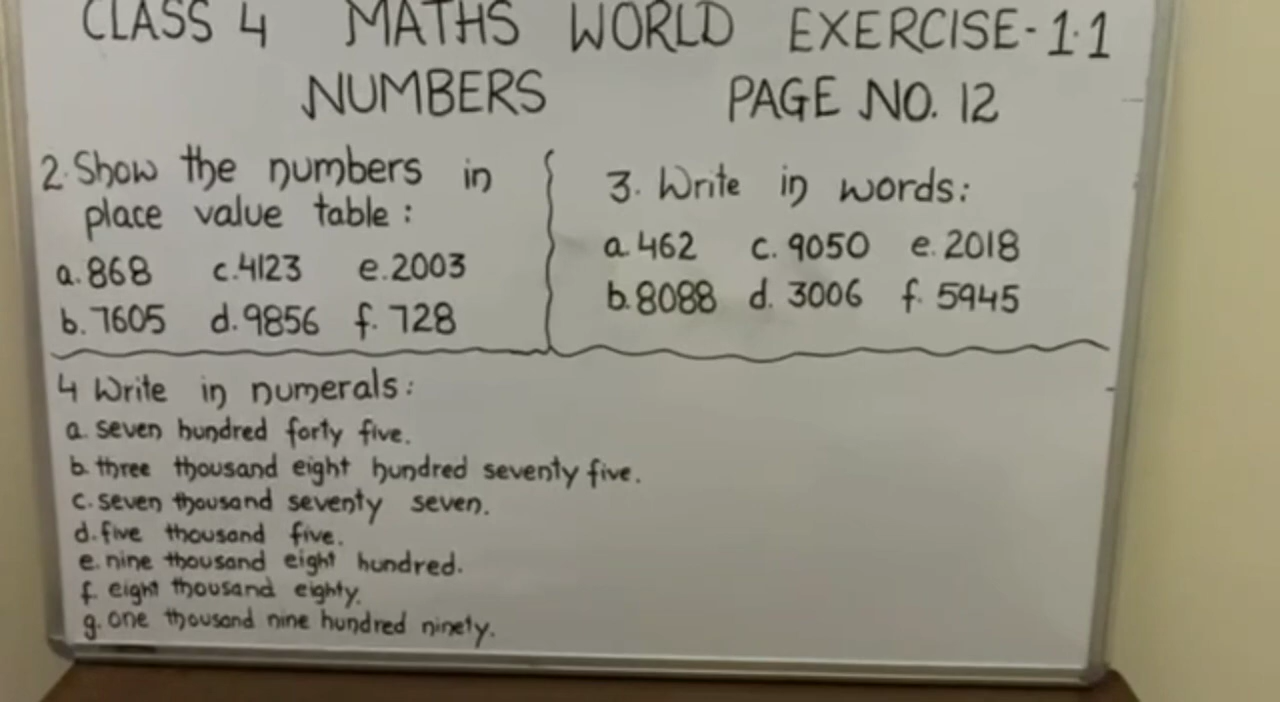 CLASS 4 MATHS WORLD EXERCISE-1.1
NUMBERS PAGE NO. 12
2. Show the numbers in
place value table:
a. 868 c. 4123 e. 2003
b. 7605 d. 9856 f. 728
3. Write in words:
a. 462 c. 9050 e. 2018
b. 8088 d. 3006 f. 5945
4 Write in numerals:
a. seven hundred forty five.
b. three thousand eight hundred seventy five.
c. seven thousand seventy seven.
d. five thousand five.
e. nine thousand eight hundred.
f. eight thousand eighty.
g. one thousand nine hundred ninety.